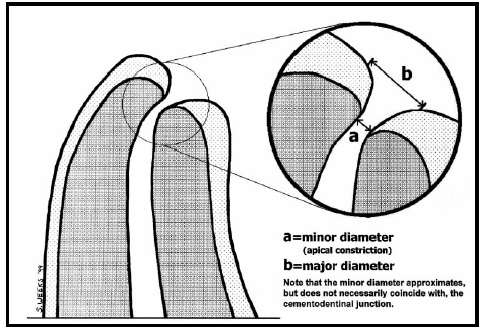 b
a
a=minor diameter
(apical constriction)
b=major diameter
Note that the minor diameter approximates,
but does not necessarily coincide with, the
cementodentinal junction.
S. WEEKS '99